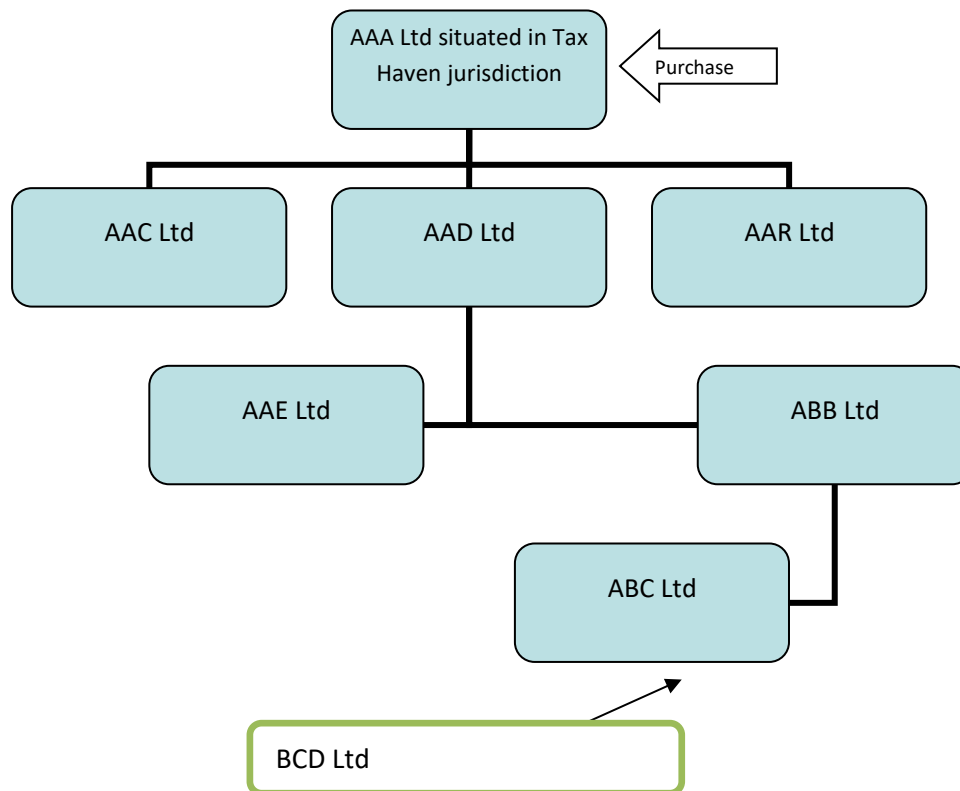 AAA Ltd situated in Tax
Haven jurisdiction
Purchase
AAC Ltd
AAD Ltd
AAR Ltd
AAE Ltd
ABB Ltd
ABC Ltd
BCD Ltd